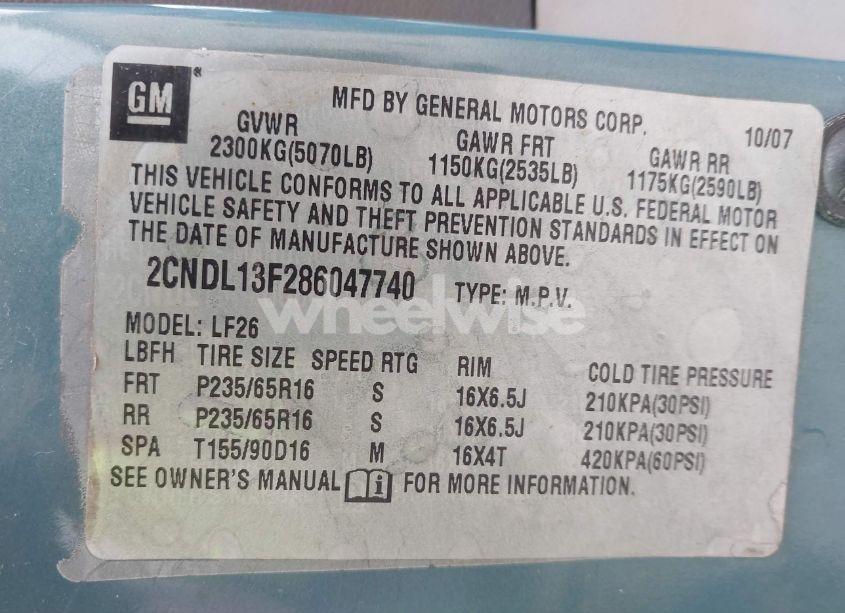 GM
MFD BY GENERAL MOTORS CORP. 10/07
GVWR GAWR FRT GAWR RR
2300KG(5070LB) 1150KG(2535LB) 1175KG(2590LB)
THIS VEHICLE CONFORMS TO ALL APPLICABLE U.S. FEDERAL MOTOR
VEHICLE SAFETY AND THEFT PREVENTION STANDARDS IN EFFECT ON
THE DATE OF MANUFACTURE SHOWN ABOVE.
2CNDL13F286047740 TYPE: M.P.V.
wheelwise
MODEL: LF26
LBFH TIRE SIZE SPEED RTG RIM COLD TIRE PRESSURE
FRT P235/65R16 S 16X6.5J 210KPA(30PSI)
RR P235/65R16 S 16X6.5J 210KPA(30PSI)
SPA T155/90D16 M 16X4T 420KPA(60PSI)
SEE OWNER'S MANUAL i FOR MORE INFORMATION.